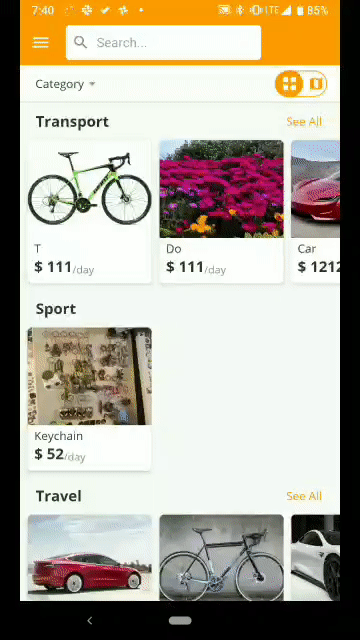 7:40
LTE 85%
Search...
Category
Transport See All
T
$ 111/day
Do
$ 111/day
Car
$ 1212
Sport
Keychain
$ 52/day
Travel See All